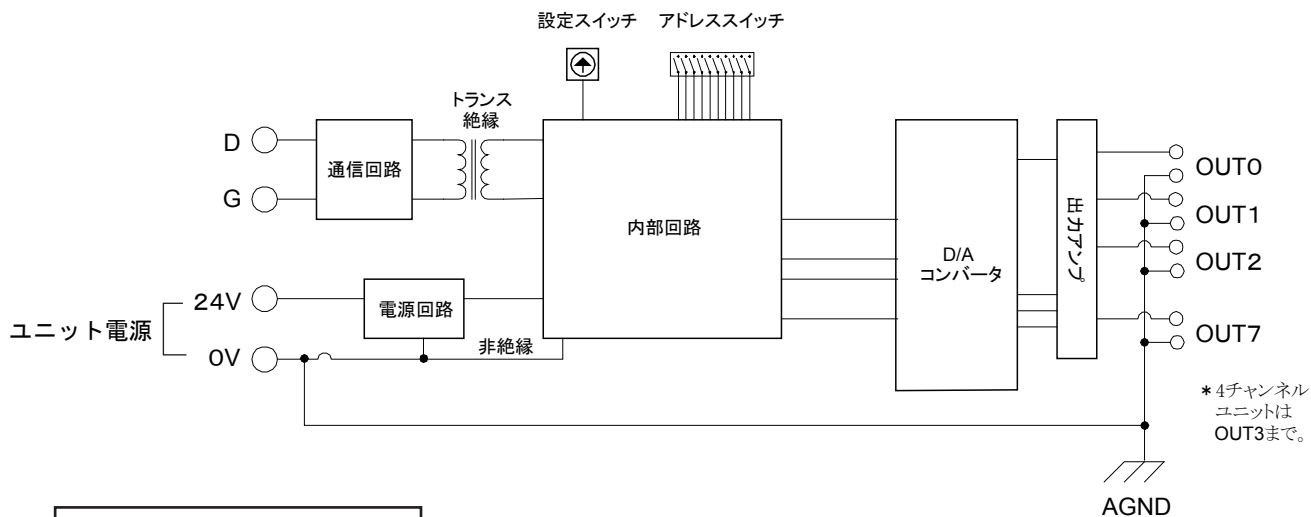 設定スイッチ
アドレススイッチ
トランス
絶縁
D
G
通信回路
内部回路
D/A
コンバータ
出力アンプ
OUT0
OUT1
OUT2
OUT7
ユニット電源
24V
0V
電源回路
非絶縁
*4チャンネル
ユニットは
OUT3まで。
AGND